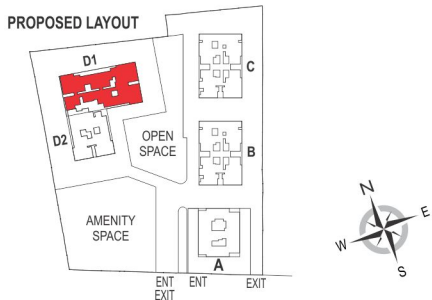 PROPOSED LAYOUT
D1
C
D2
OPEN
SPACE
B
AMENITY
SPACE
A
ENT
EXIT
ENT
EXIT
N
E
W
S